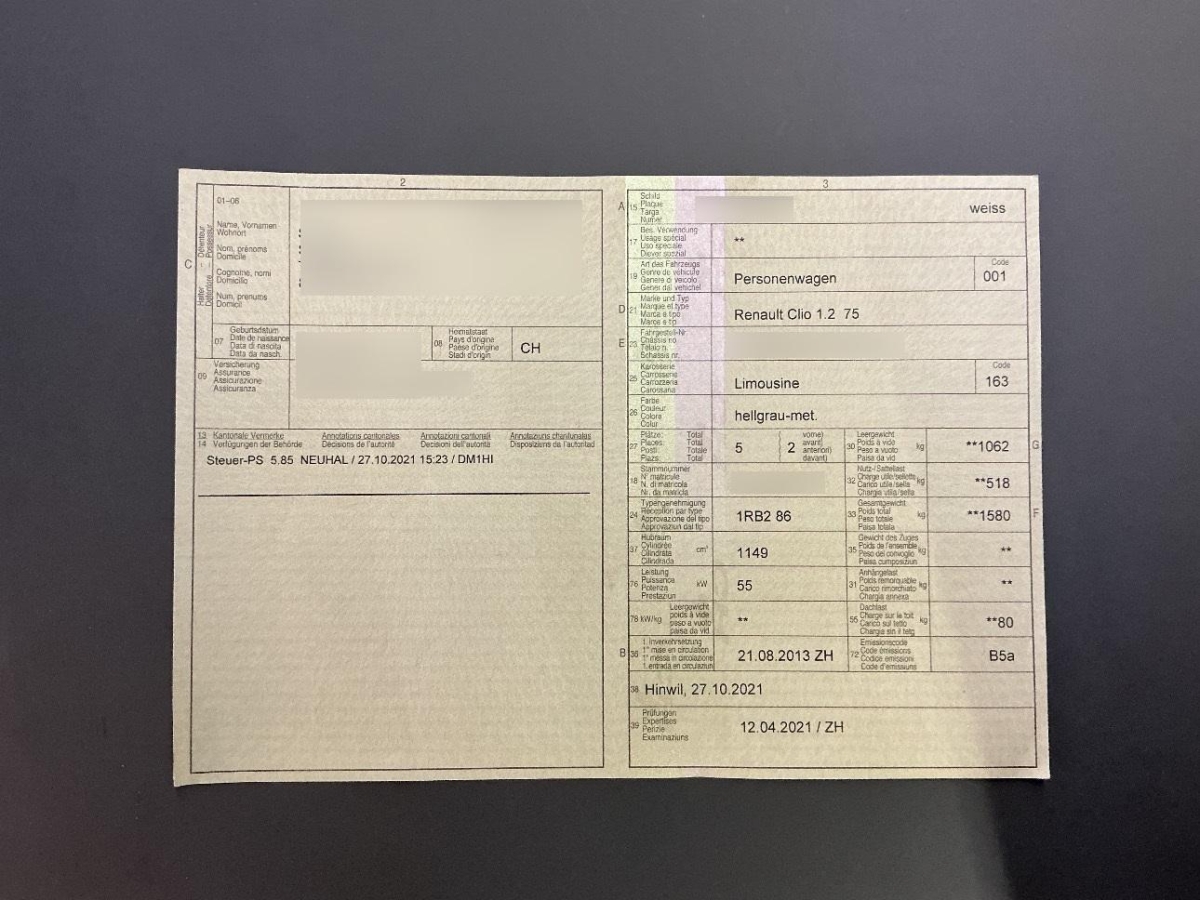 2
01-06
C
Halter – Détenteur
Detentore – Possessur
Name, Vornamen
Wohnort
Nom, prénoms
Domicile
Cognome, nomi
Domicilio
Num, prenums
Domicil
07
Geburtsdatum
Date de naissance
Data di nascita
Data da nasch.
08
Heimatstaat
Pays d'origine
Paese d'origine
Stadi d'origin
CH
09
Versicherung
Assurance
Assicurazione
Assicuranza
13 Kantonale Vermerke Annotations cantonales Annotazioni cantonali Annotaziuns chantunalas
14 Verfügungen der Behörde Décisions de l'autorité Decisioni dell'autorità Disposiziuns da l'autoritad
Steuer-PS 5.85 NEUHAL / 27.10.2021 15:23 / DM1HI
3
A 15
Schild
Plaque
Targa
Numer
weiss
17
Bes. Verwendung
Usage spécial
Uso speciale
Diever spezial
**
19
Art des Fahrzeugs
Genre de véhicule
Genere di veicolo
Gener dal vehichel
Personenwagen
Code
001
D 21
Marke und Typ
Marque et type
Marca e tipo
Marca e tip
Renault Clio 1.2 75
E 23
Fahrgestell-Nr.
Châssis no
Telaio n.
Schassis nr.
25
Karosserie
Carrosserie
Carrozzeria
Carossaria
Limousine
Code
163
26
Farbe
Couleur
Colore
Colur
hellgrau-met.
27
Plätze: Total
Places: Total
Posti: Totale
Plazs: Total
5
2
vorne)
avant)
anteriori)
davant)
30
Leergewicht
Poids à vide
Peso a vuoto
Paisa da vid
kg
**1062
G
18
Stammnummer
N° matricule
N. di matricola
Nr. da matricla
32
Nutz-/Sattellast
Charge utile/sellette
Carico utile/sella
Chargia utila/sella
kg
**518
24
Typengenehmigung
Réception par type
Approvazione del tipo
Approvaziun dal tip
1RB2 86
33
Gesamtgewicht
Poids total
Peso totale
Paisa totala
kg
**1580
F
37
Hubraum
Cylindrée
Cilindrata
Cilindrada
cm³
1149
35
Gewicht des Zuges
Poids de l'ensemble
Peso del convoglio
Paisa cumposiziun
kg
**
76
Leistung
Puissance
Potenza
Prestaziun
kW
55
31
Anhängelast
Poids remorquable
Carico rimorchiato
Chargia annexa
kg
**
78 kW/kg
Leergewicht
poids à vide
peso a vuoto
paisa da vid
**
55
Dachlast
Charge sur le toit
Carico sul tetto
Chargia sin il tetg
kg
**80
B 36
1. Inverkehrsetzung
1re mise en circulation
1a messa in circolazione
1. entrada en circulaziun
21.08.2013 ZH
72
Emissionscode
Code émissions
Codice emissioni
Code d'emissiuns
B5a
38 Hinwil, 27.10.2021
39
Prüfungen
Expertises
Perizie
Examinaziuns
12.04.2021 / ZH